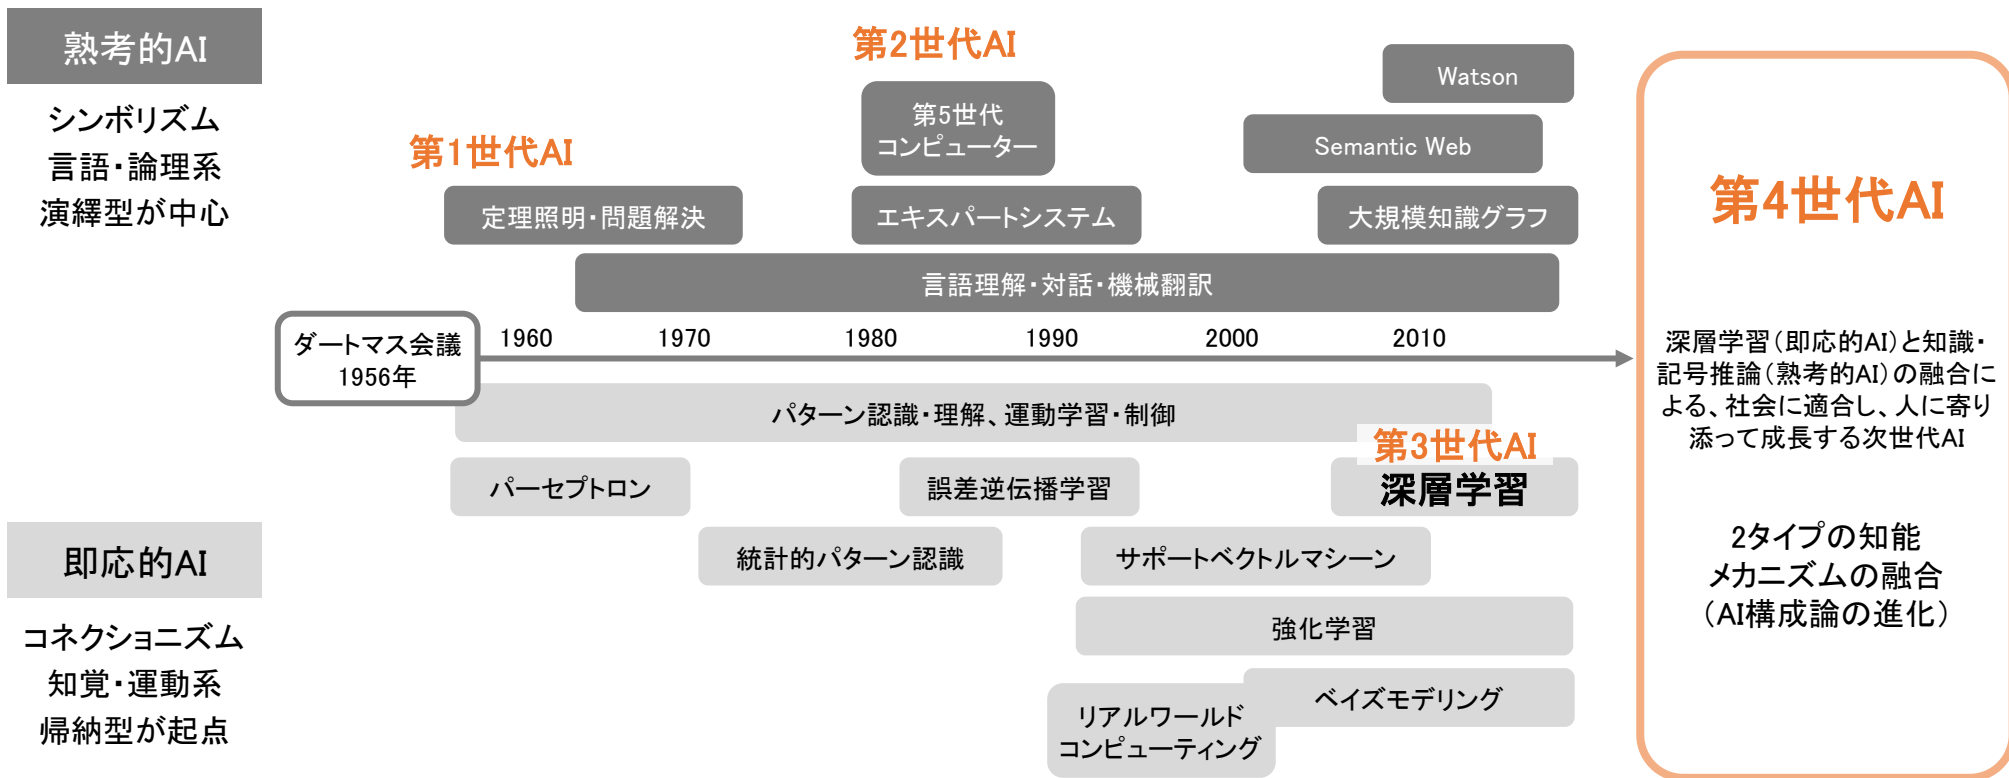 熟考的AI
シンボリズム
言語・論理系
演繹型が中心
第1世代AI
第2世代AI
第5世代
コンピューター
Watson
Semantic Web
定理照明・問題解決
エキスパートシステム
大規模知識グラフ
言語理解・対話・機械翻訳
ダートマス会議
1956年
1960
1970
1980
1990
2000
2010
パターン認識・理解、運動学習・制御
第3世代AI
パーセプトロン
誤差逆伝播学習
深層学習
即応的AI
コネクショニズム
知覚・運動系
帰納型が起点
統計的パターン認識
サポートベクトルマシーン
強化学習
ベイズモデリング
リアルワールド
コンピューティング
第4世代AI
深層学習(即応的AI)と知識・
記号推論(熟考的AI)の融合に
よる、社会に適合し、人に寄り
添って成長する次世代AI
2タイプの知能
メカニズムの融合
(AI構成論の進化)